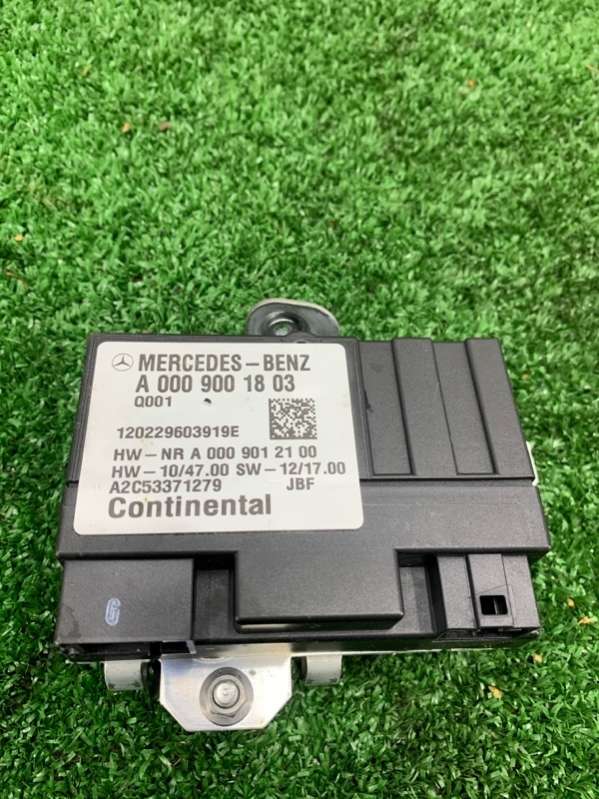 MERCEDES-BENZ
A 000 900 18 03
Q001
120229603919E
HW-NR A 000 901 21 00
HW-10/47.00 SW-12/17.00
A2C53371279 JBF
Continental